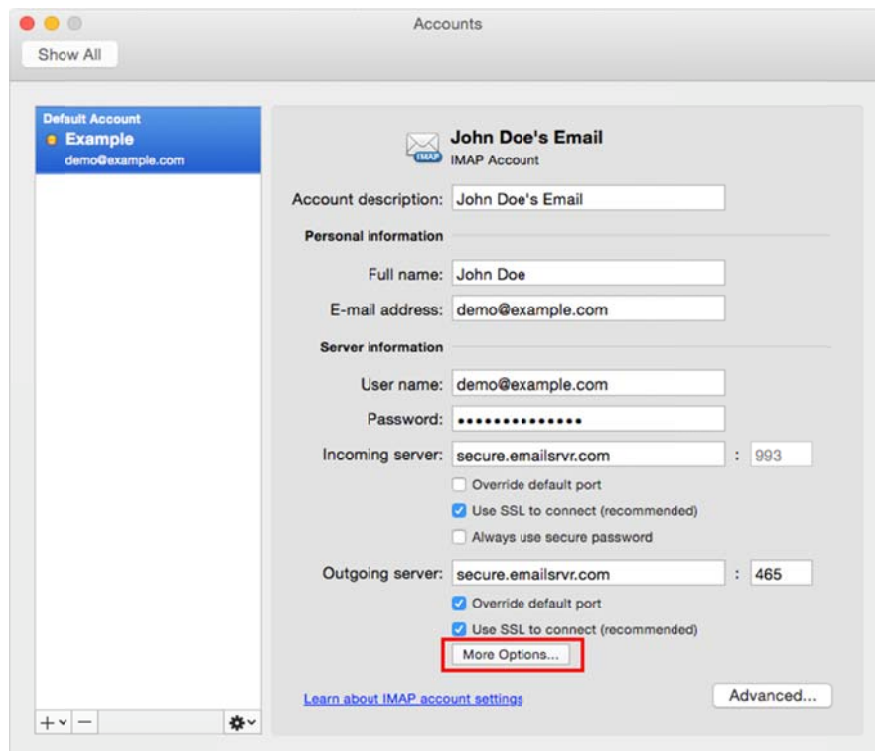 Accounts
Show All
Default Account
Example
demo@example.com
John Doe's Email
IMAP
IMAP Account
Account description: John Doe's Email
Personal information
Full name: John Doe
E-mail address: demo@example.com
Server information
User name: demo@example.com
Password: ••••••••••••••
Incoming server: secure.emailsrvr.com : 993
Override default port
Use SSL to connect (recommended)
Always use secure password
Outgoing server: secure.emailsrvr.com : 465
Override default port
Use SSL to connect (recommended)
More Options...
Learn about IMAP account settings
Advanced...